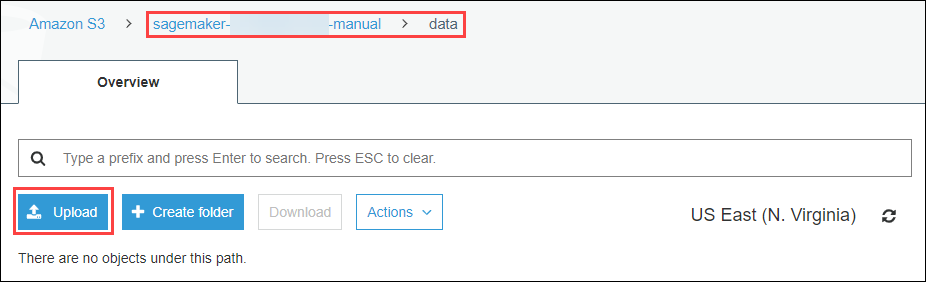 Amazon S3 > sagemaker- -manual > data
Overview
Type a prefix and press Enter to search. Press ESC to clear.
Upload Create folder Download Actions US East (N. Virginia)
There are no objects under this path.